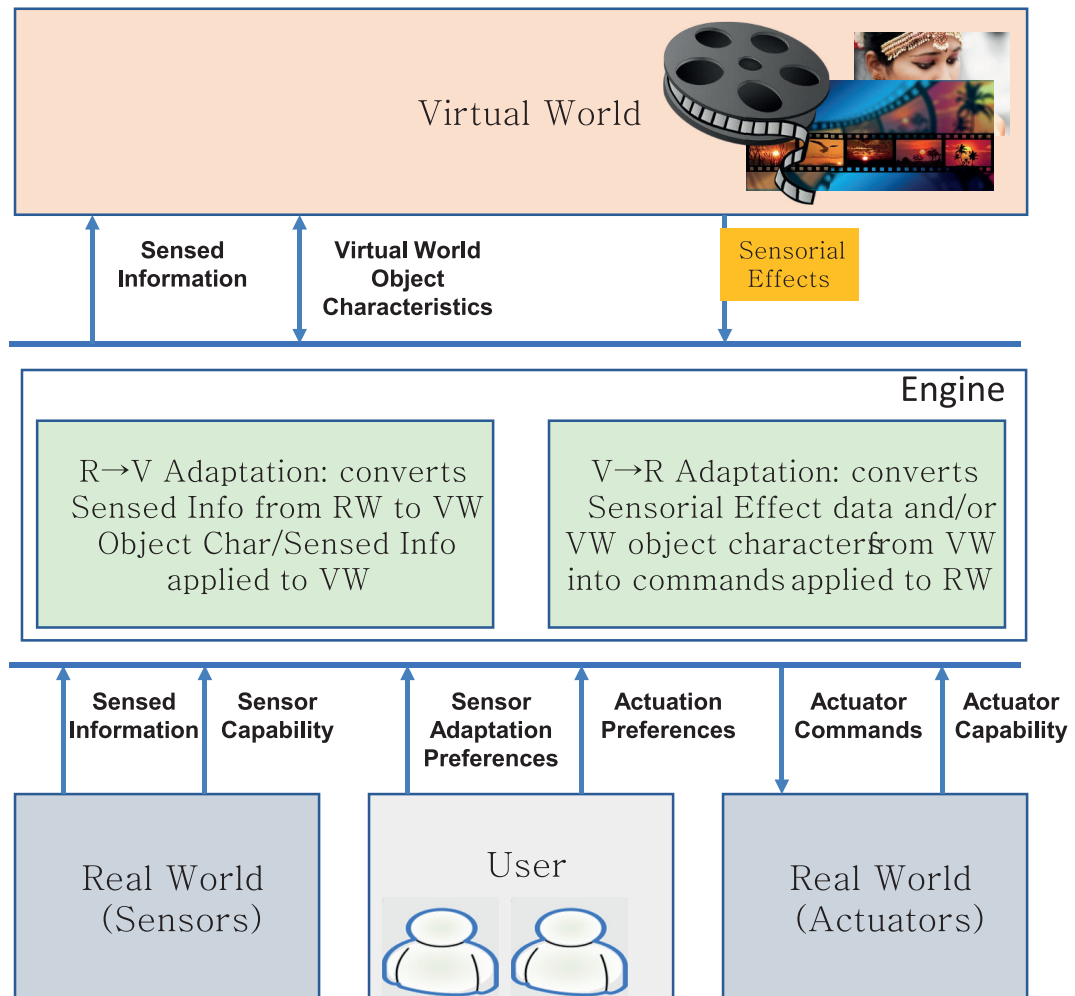 Virtual World
Sensed
Information
Virtual World
Object
Characteristics
Sensorial
Effects
Engine
R→V Adaptation: converts
Sensed Info from RW to VW
Object Char/Sensed Info
applied to VW
V→R Adaptation: converts
Sensorial Effect data and/or
VW object characters from VW
into commands applied to RW
Sensed
Information
Sensor
Capability
Sensor
Adaptation
Preferences
Actuation
Preferences
Actuator
Commands
Actuator
Capability
Real World
(Sensors)
User
Real World
(Actuators)